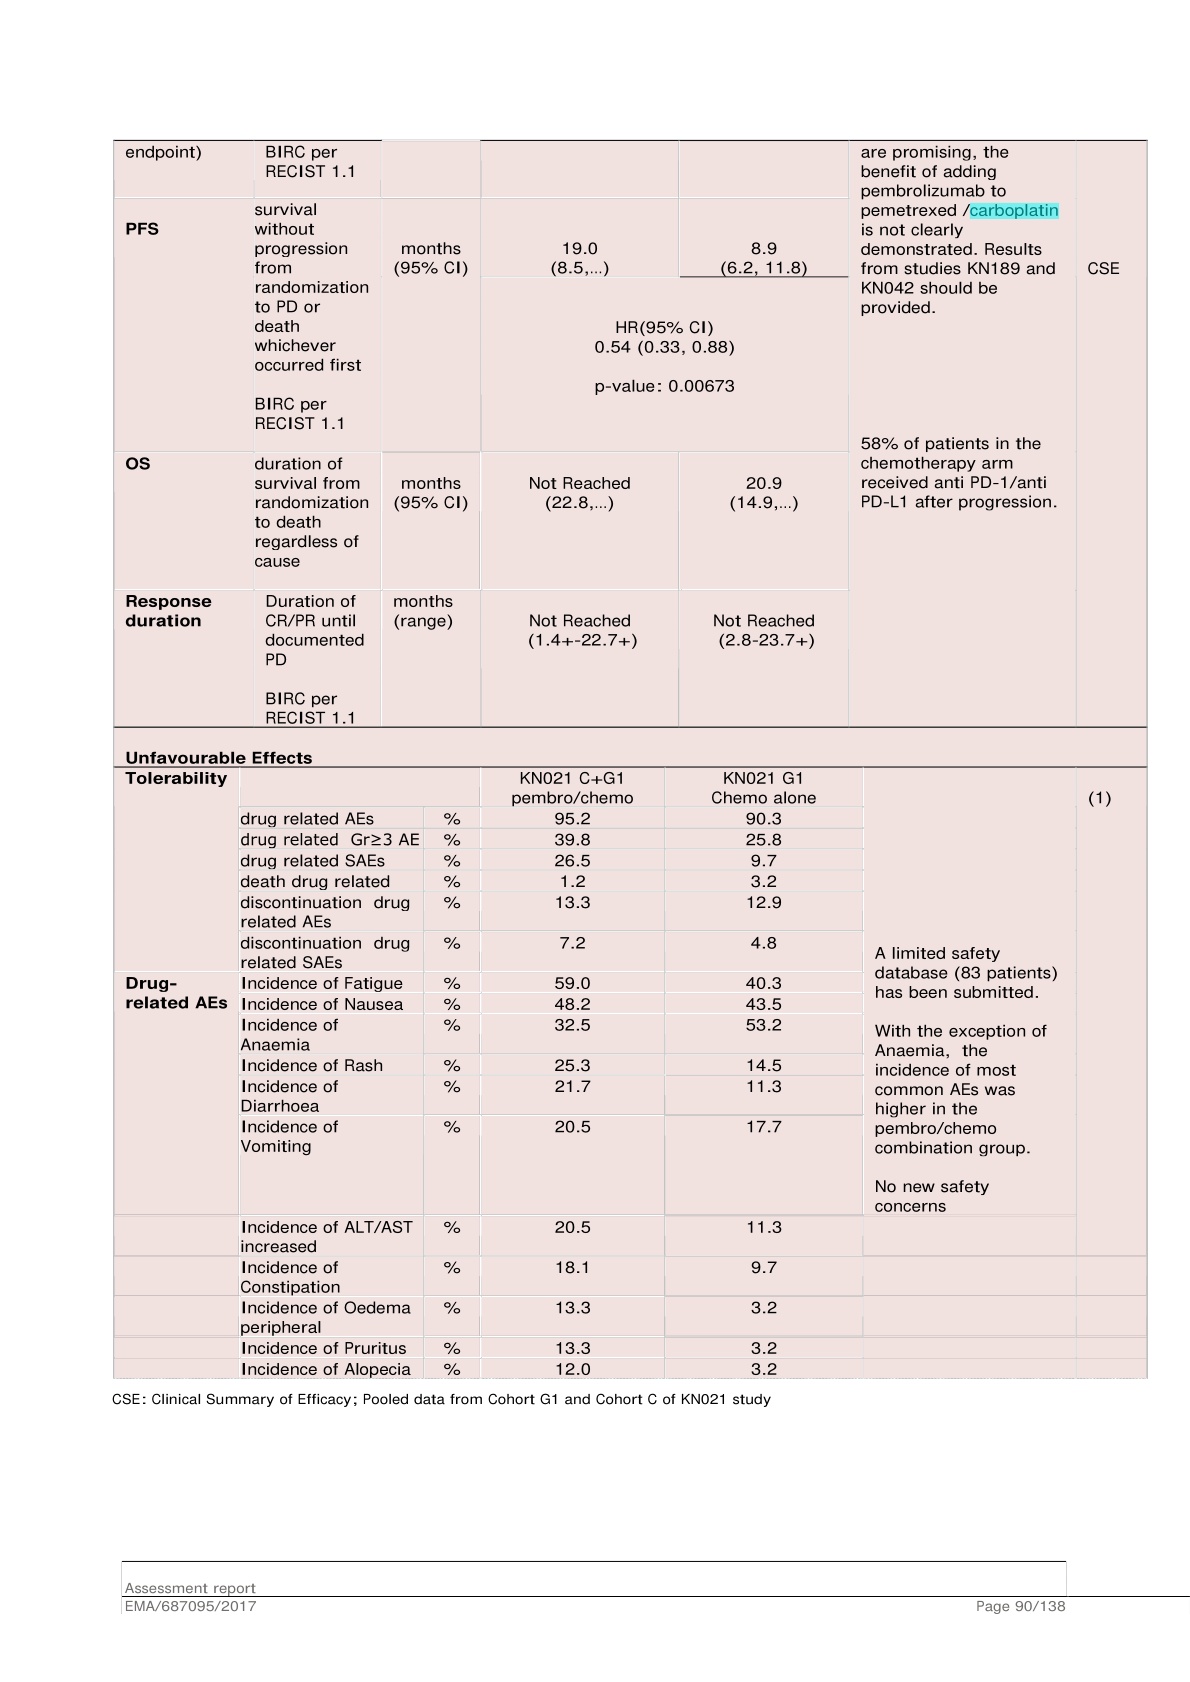 endpoint)
BIRC per
RECIST 1.1
are promising, the
benefit of adding
pembrolizumab to
pemetrexed /carboplatin
is not clearly
demonstrated. Results
from studies KN189 and
KN042 should be
provided.
PFS
survival
without
progression
from
randomization
to PD or
death
whichever
occurred first
BIRC per
RECIST 1.1
months
(95% CI)
19.0
(8.5,...)
8.9
(6.2, 11.8)
CSE
HR(95% CI)
0.54 (0.33, 0.88)
p-value: 0.00673
58% of patients in the
chemotherapy arm
received anti PD-1/anti
PD-L1 after progression.
OS
duration of
survival from
randomization
to death
regardless of
cause
months
(95% CI)
Not Reached
(22.8,...)
20.9
(14.9,...)
Response
duration
Duration of
CR/PR until
documented
PD
BIRC per
RECIST 1.1
months
(range)
Not Reached
(1.4+-22.7+)
Not Reached
(2.8-23.7+)
Unfavourable Effects
Tolerability
KN021 C+G1
pembro/chemo
KN021 G1
Chemo alone
(1)
drug related AEs % 95.2 90.3
drug related Gr≥3 AE % 39.8 25.8
drug related SAEs % 26.5 9.7
death drug related % 1.2 3.2
discontinuation drug % 13.3 12.9
related AEs
discontinuation drug % 7.2 4.8
related SAEs
A limited safety
database (83 patients)
has been submitted.
With the exception of
Anaemia, the
incidence of most
common AEs was
higher in the
pembro/chemo
combination group.
No new safety
concerns
Drug-
related AEs
Incidence of Fatigue % 59.0 40.3
Incidence of Nausea % 48.2 43.5
Incidence of % 32.5 53.2
Anaemia
Incidence of Rash % 25.3 14.5
Incidence of % 21.7 11.3
Diarrhoea
Incidence of % 20.5 17.7
Vomiting
Incidence of ALT/AST % 20.5 11.3
increased
Incidence of % 18.1 9.7
Constipation
Incidence of Oedema % 13.3 3.2
peripheral
Incidence of Pruritus % 13.3 3.2
Incidence of Alopecia % 12.0 3.2
CSE: Clinical Summary of Efficacy; Pooled data from Cohort G1 and Cohort C of KN021 study
Assessment report
EMA/687095/2017 Page 90/138